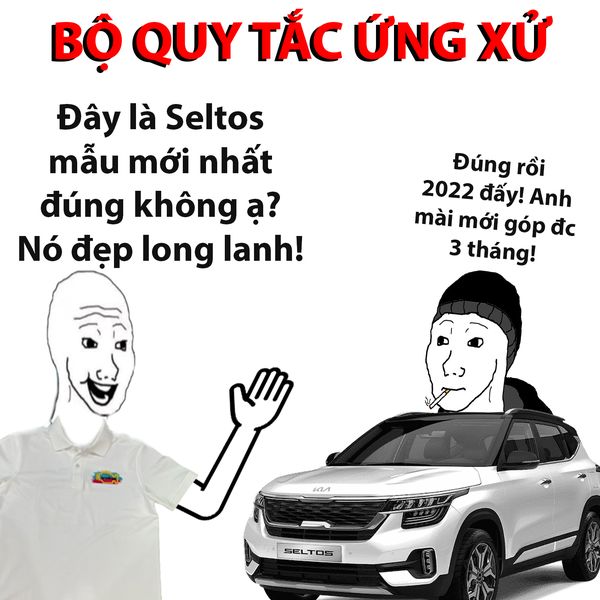 BỘ QUY TẮC ỨNG XỬ
Đây là Seltos
mẫu mới nhất
đúng không ạ?
Nó đẹp long lanh!
Đúng rồi
2022 đấy! Anh
mài mới góp đc
3 tháng!
KIA
SELTOS